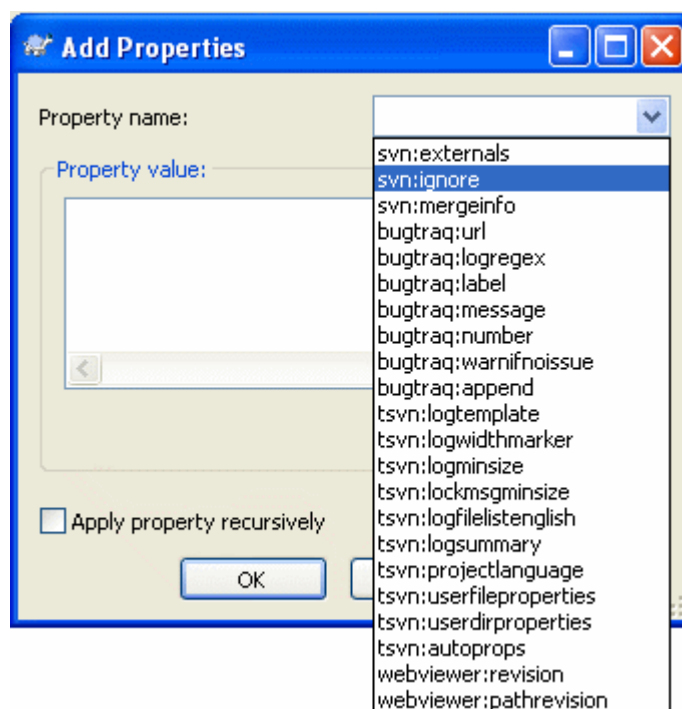 Add Properties
Property name:
Property value:
svn:externals
svn:ignore
svn:mergeinfo
bugtraq:url
bugtraq:logregex
bugtraq:label
bugtraq:message
bugtraq:number
bugtraq:warnifnoissue
bugtraq:append
tsvn:logtemplate
tsvn:logwidthmarker
tsvn:logminsize
tsvn:lockmsgminsize
tsvn:logfilelistenglish
tsvn:logsummary
tsvn:projectlanguage
tsvn:userfileproperties
tsvn:userdirproperties
tsvn:autoprops
webviewer:revision
webviewer:pathrevision
Apply property recursively
OK